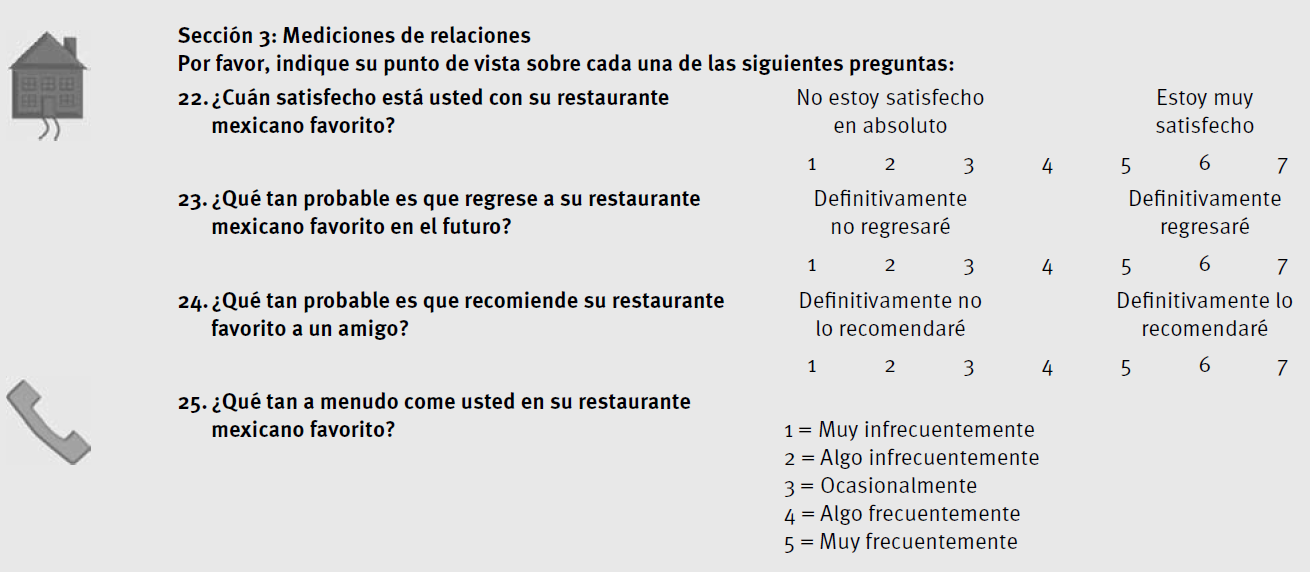 Sección 3: Mediciones de relaciones
Por favor, indique su punto de vista sobre cada una de las siguientes preguntas:
22. ¿Cuán satisfecho está usted con su restaurante
mexicano favorito?
No estoy satisfecho
en absoluto
Estoy muy
satisfecho
1 2 3 4 5 6 7
23. ¿Qué tan probable es que regrese a su restaurante
mexicano favorito en el futuro?
Definitivamente
no regresaré
Definitivamente
regresaré
1 2 3 4 5 6 7
24. ¿Qué tan probable es que recomiende su restaurante
favorito a un amigo?
Definitivamente no
lo recomendaré
Definitivamente lo
recomendaré
1 2 3 4 5 6 7
25. ¿Qué tan a menudo come usted en su restaurante
mexicano favorito?
1 = Muy infrecuentemente
2 = Algo infrecuentemente
3 = Ocasionalmente
4 = Algo frecuentemente
5 = Muy frecuentemente